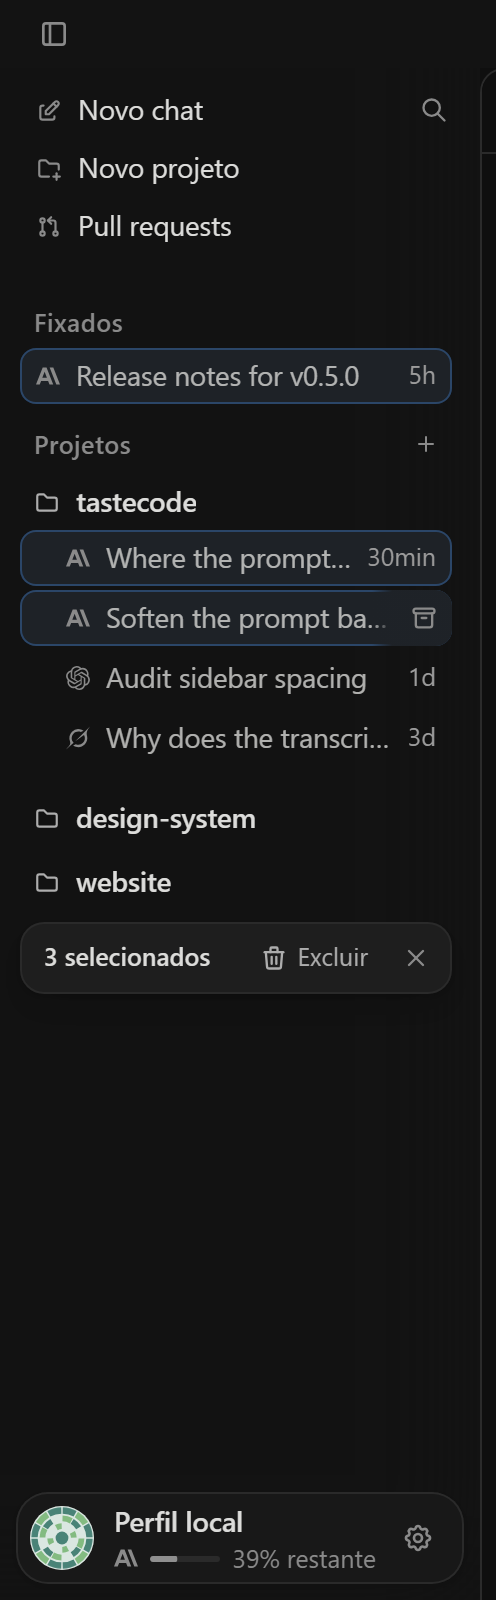 Novo chat
Novo projeto
Pull requests
Fixados
Release notes for v0.5.0 5h
Projetos
tastecode
Where the prompt... 30min
Soften the prompt ba...
Audit sidebar spacing 1d
Why does the transcri... 3d
design-system
website
3 selecionados Excluir
Perfil local
39% restante